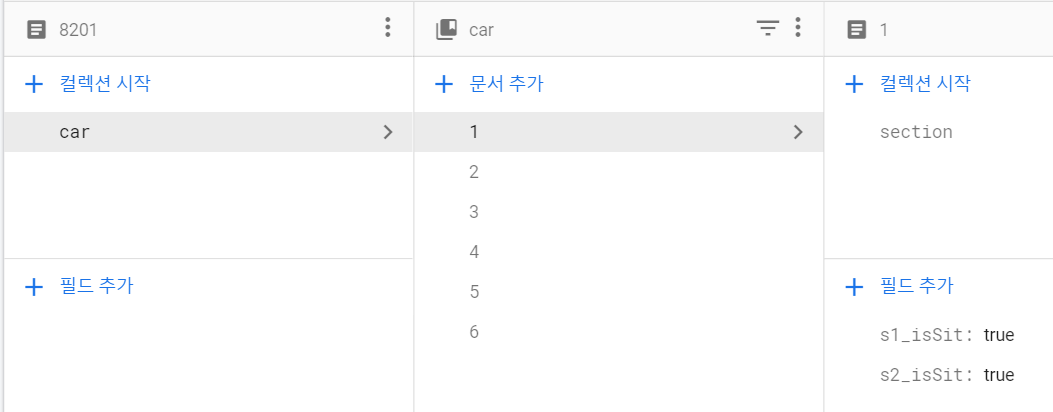 8201
컬렉션 시작
car
필드 추가
car
문서 추가
1
2
3
4
5
6
1
컬렉션 시작
section
필드 추가
s1_isSit: true
s2_isSit: true